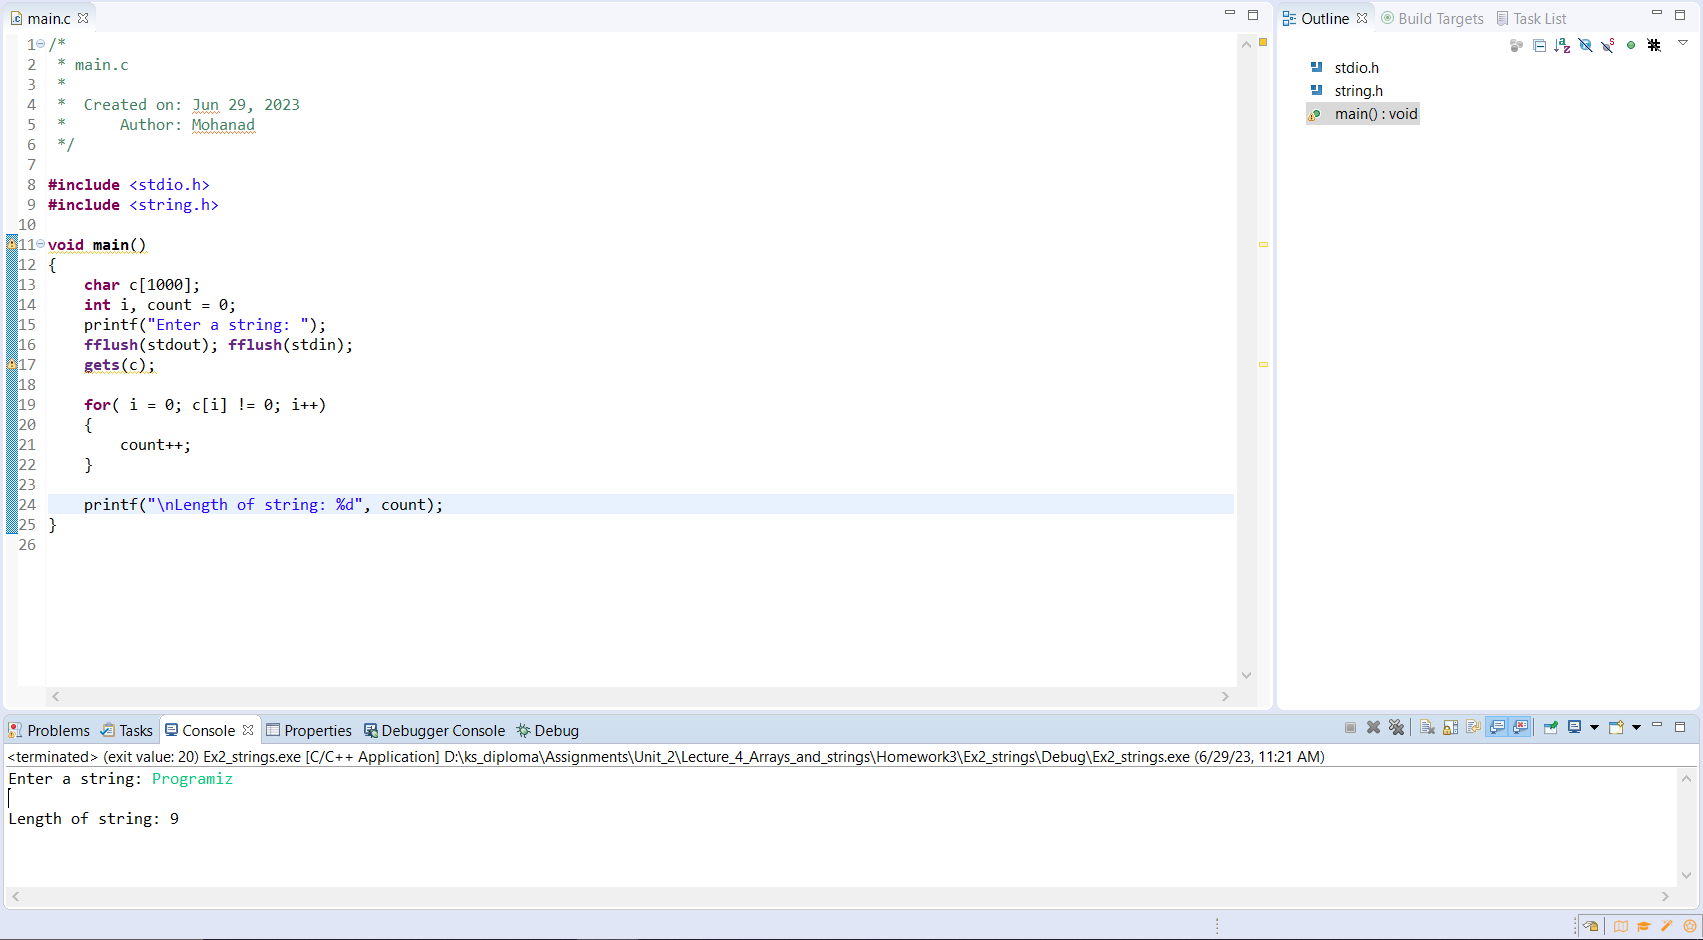 main.c
1 /*
2  * main.c
3  *
4  *  Created on: Jun 29, 2023
5  *      Author: Mohanad
6  */
7
8 #include <stdio.h>
9 #include <string.h>
10
11 void main()
12 {
13     char c[1000];
14     int i, count = 0;
15     printf("Enter a string: ");
16     fflush(stdout); fflush(stdin);
17     gets(c);
18
19     for( i = 0; c[i] != 0; i++)
20     {
21         count++;
22     }
23
24     printf("\nLength of string: %d", count);
25 }
26
Outline Build Targets Task List
stdio.h
string.h
main() : void
Problems Tasks Console Properties Debugger Console Debug
<terminated> (exit value: 20) Ex2_strings.exe [C/C++ Application] D:\ks_diploma\Assignments\Unit_2\Lecture_4_Arrays_and_strings\Homework3\Ex2_strings\Debug\Ex2_strings.exe (6/29/23, 11:21 AM)
Enter a string: Programiz
Length of string: 9